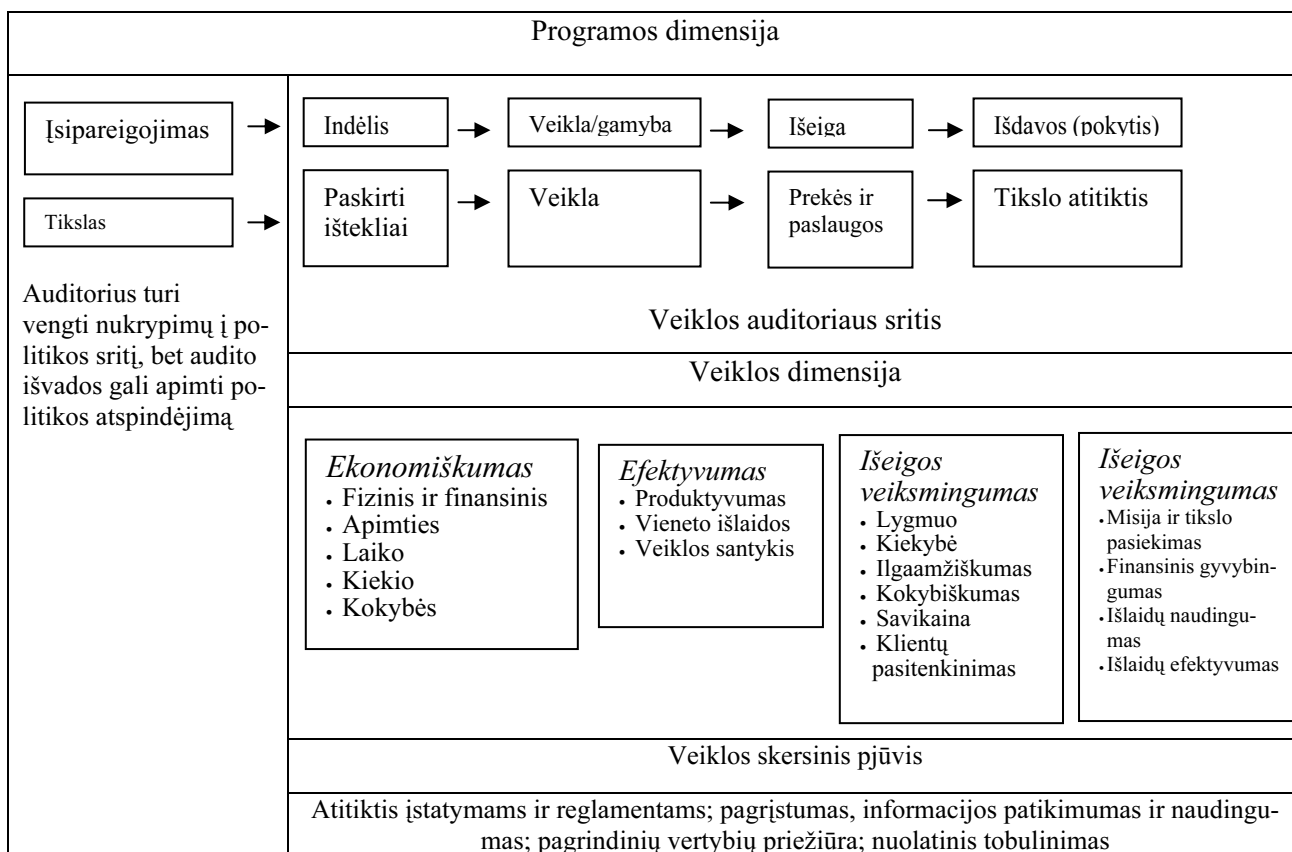 Programos dimensija
Įsipareigojimas
Indėlis
Veikla/gamyba
Išeiga
Išdavos (pokytis)
Tikslas
Paskirti
ištekliai
Veikla
Prekės ir
paslaugos
Tikslo atitiktis
Auditorius turi
vengti nukrypimų į po-
litikos sritį, bet audito
išvados gali apimti po-
litikos atspindėjimą
Veiklos auditoriaus sritis
Veiklos dimensija
Ekonomiškumas
• Fizinis ir finansinis
• Apimties
• Laiko
• Kiekio
• Kokybės
Efektyvumas
• Produktyvumas
• Vieneto išlaidos
• Veiklos santykis
Išeigos
veiksmingumas
• Lygmuo
• Kiekybė
• Ilgaamžiškumas
• Kokybiškumas
• Savikaina
• Klientų
pasitenkinimas
Išeigos
veiksmingumas
• Misija ir tikslo
pasiekimas
• Finansinis gyvybin-
gumas
• Išlaidų naudingu-
mas
• Išlaidų efektyvumas
Veiklos skersinis pjūvis
Atitiktis įstatymams ir reglamentams; pagrįstumas, informacijos patikimumas ir naudingu-
mas; pagrindinių vertybių priežiūra; nuolatinis tobulinimas